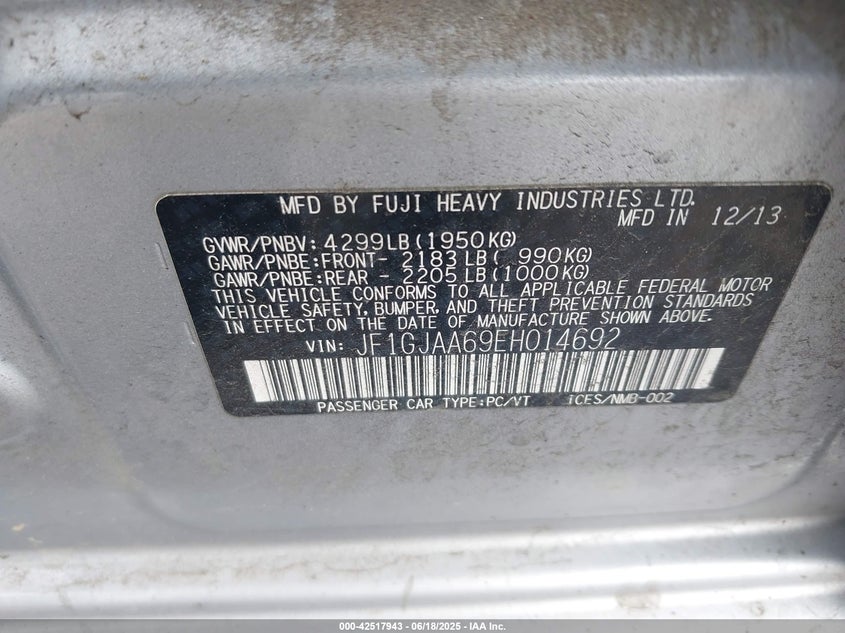 MFD BY FUJI HEAVY INDUSTRIES LTD.
MFD IN 12/13
GVWR/PNBV: 4299LB(1950KG)
GAWR/PNBE:FRONT- 2183LB( 990KG)
GAWR/PNBE:REAR - 2205LB(1000KG)
THIS VEHICLE CONFORMS TO ALL APPLICABLE FEDERAL MOTOR
VEHICLE SAFETY, BUMPER, AND THEFT PREVENTION STANDARDS
IN EFFECT ON THE DATE OF MANUFACTURE SHOWN ABOVE.
VIN: JF1GJAA69EH014692
PASSENGER CAR TYPE:PC/VT ICES/NMB-002
000-42517943 - 06/18/2025 - IAA Inc.